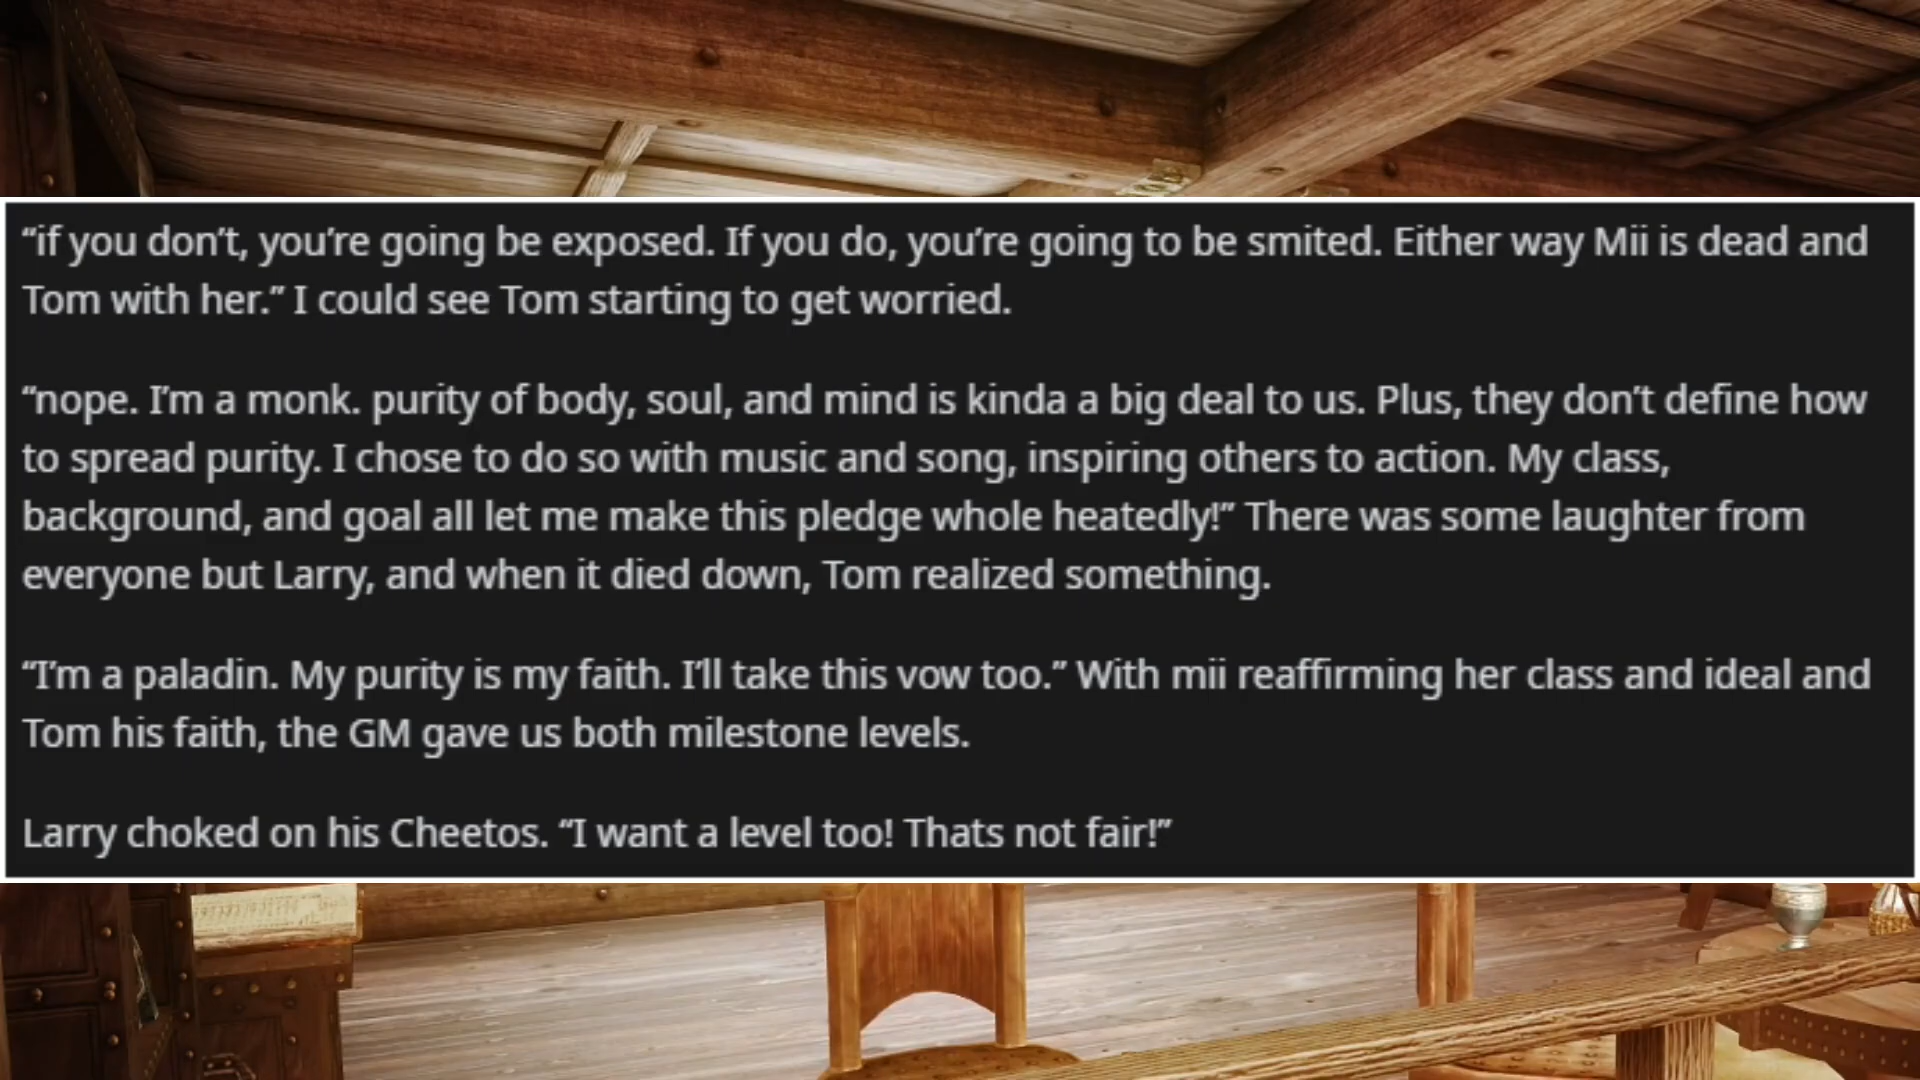 “if you don’t, you’re going be exposed. If you do, you’re going to be smited. Either way Mii is dead and
Tom with her.” I could see Tom starting to get worried.
“nope. I’m a monk. purity of body, soul, and mind is kinda a big deal to us. Plus, they don’t define how
to spread purity. I chose to do so with music and song, inspiring others to action. My class,
background, and goal all let me make this pledge whole heatedly!” There was some laughter from
everyone but Larry, and when it died down, Tom realized something.
“I’m a paladin. My purity is my faith. I’ll take this vow too.” With mii reaffirming her class and ideal and
Tom his faith, the GM gave us both milestone levels.
Larry choked on his Cheetos. “I want a level too! Thats not fair!”